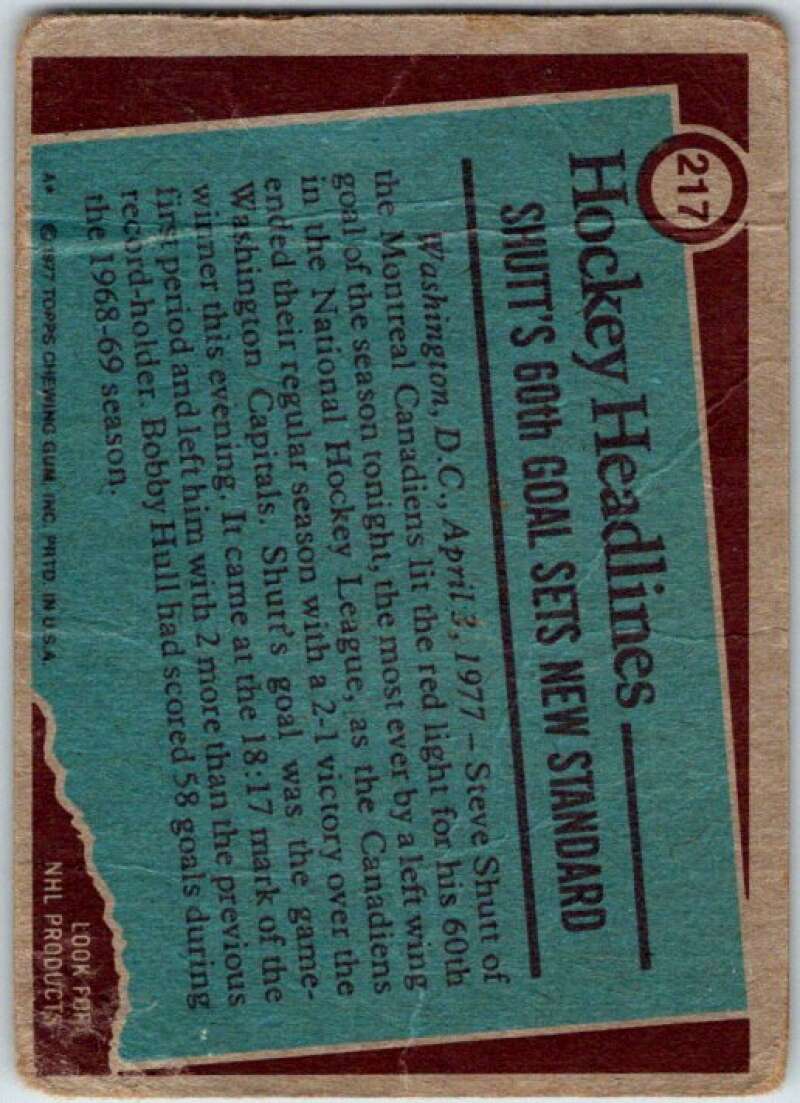 217
Hockey Headlines
SHUTT'S 60th GOAL SETS NEW STANDARD
Washington, D.C., April 3, 1977 – Steve Shutt of
the Montreal Canadiens lit the red light for his 60th
goal of the season tonight, the most ever by a left wing
in the National Hockey League, as the Canadiens
ended their regular season with a 2-1 victory over the
Washington Capitals. Shutt's goal was the game-
winner this evening. It came at the 18:17 mark of the
first period and left him with 2 more than the previous
record-holder. Bobby Hull had scored 58 goals during
the 1968-69 season.
A* © 1977 TOPPS CHEWING GUM, INC. PRTD. IN U.S.A.
LOOK FOR
NHL PRODUCTS